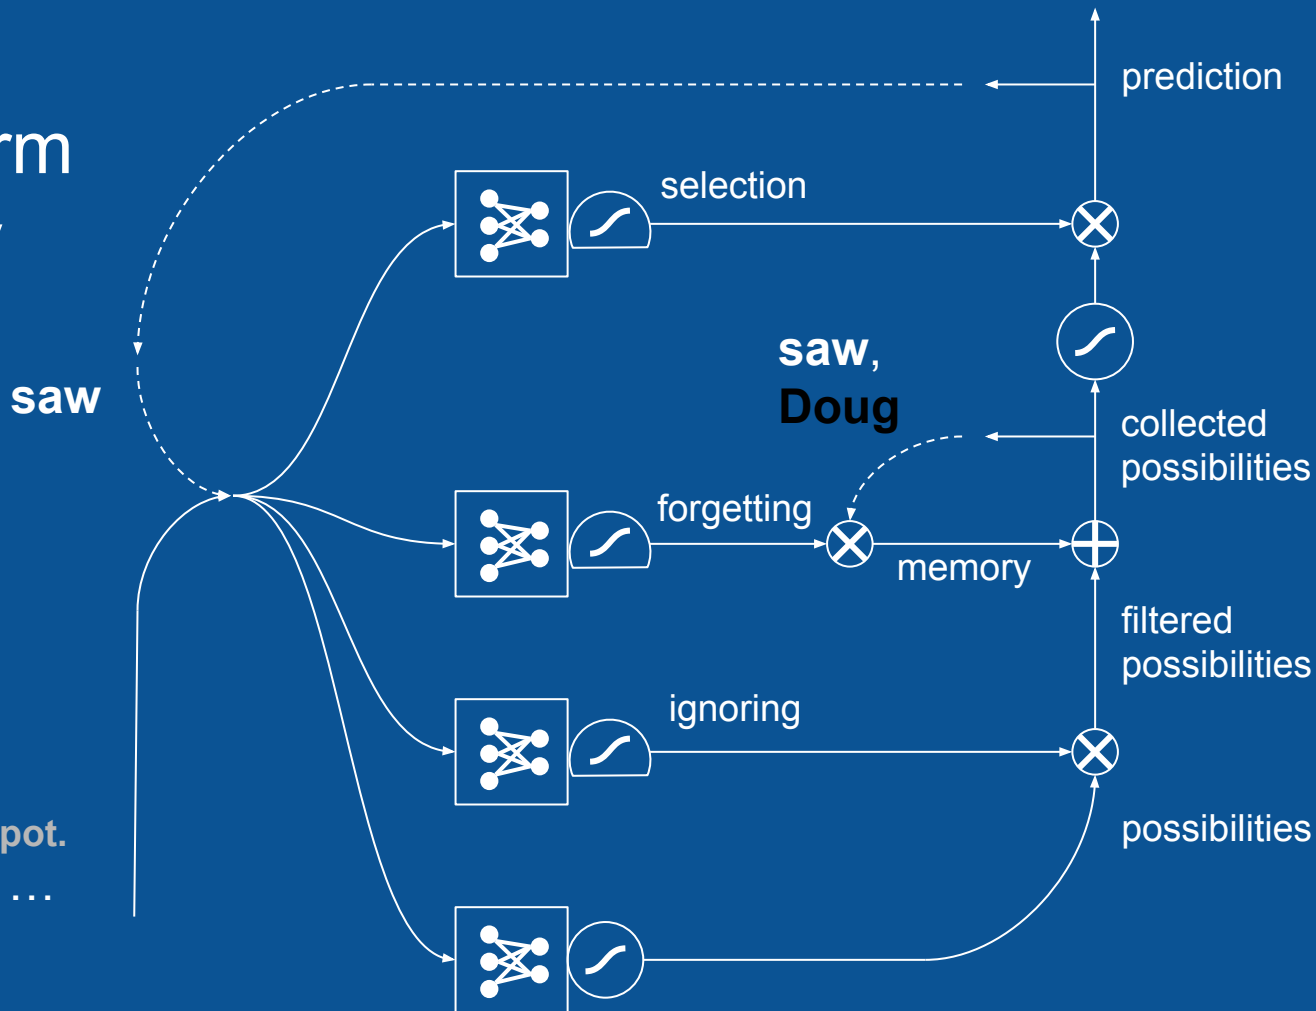 prediction
rm
selection
saw,
Doug
saw
collected
possibilities
forgetting
memory
filtered
possibilities
ignoring
pot.
possibilities
...